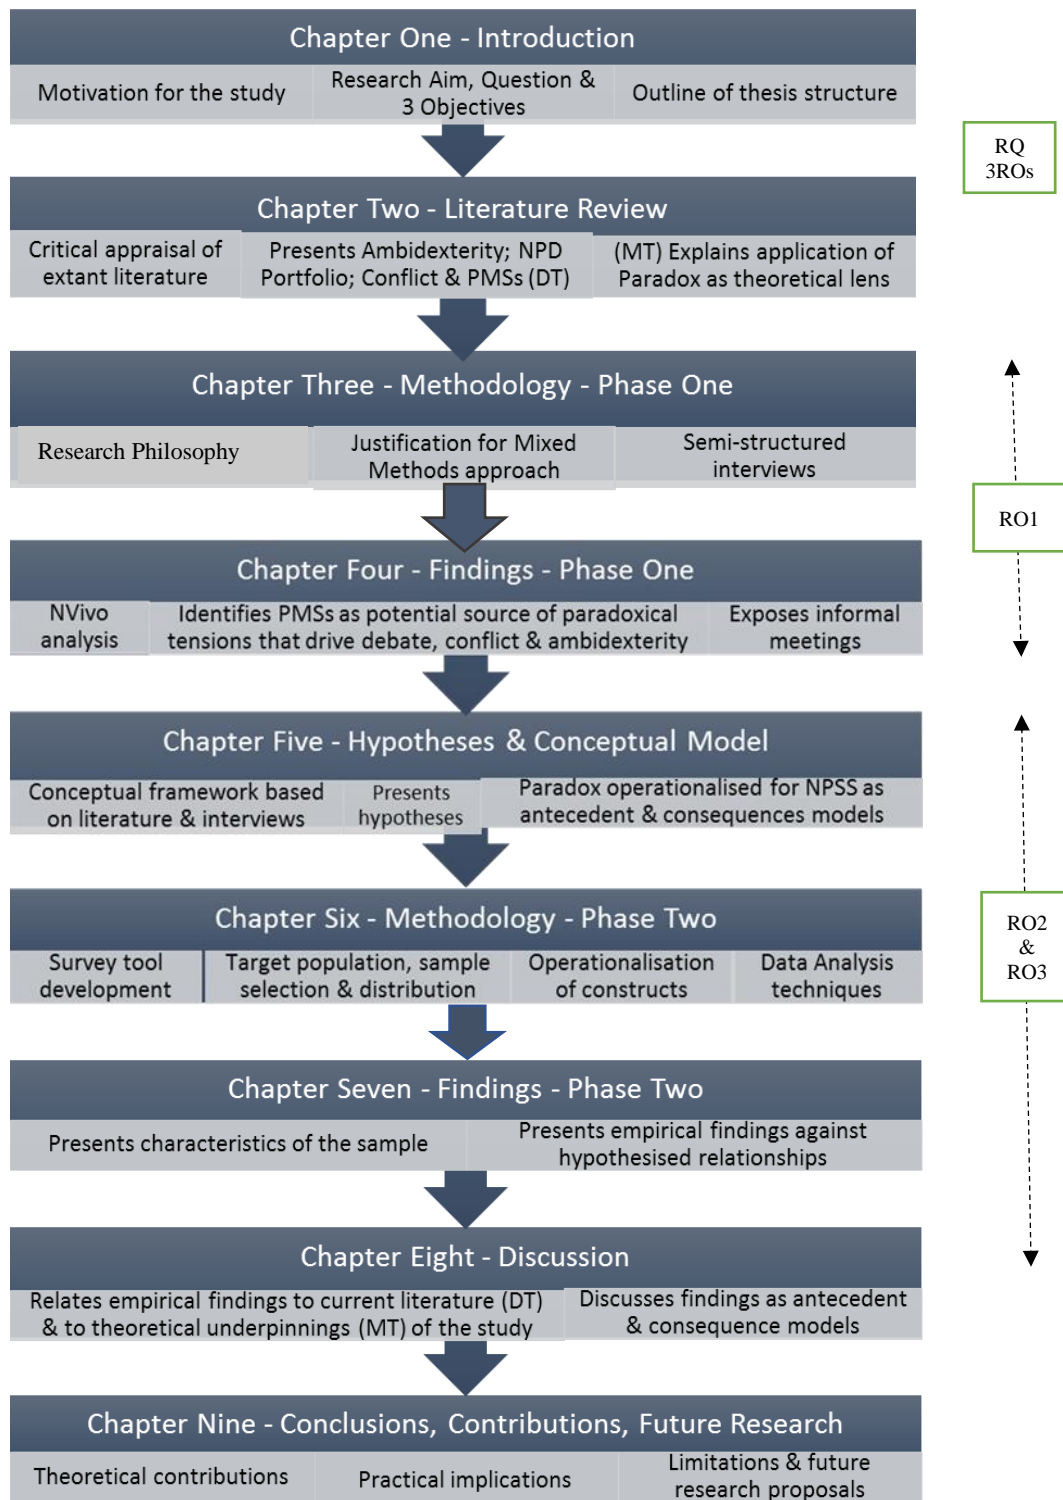 Chapter One - Introduction
Motivation for the study
Research Aim, Question &
3 Objectives
Outline of thesis structure
RQ
3ROs
Chapter Two - Literature Review
Critical appraisal of
extant literature
Presents Ambidexterity; NPD
Portfolio; Conflict & PMSs (DT)
(MT) Explains application of
Paradox as theoretical lens
Chapter Three - Methodology - Phase One
Research Philosophy
Justification for Mixed
Methods approach
Semi-structured
interviews
RO1
Chapter Four - Findings - Phase One
NVivo
analysis
Identifies PMSs as potential source of paradoxical
tensions that drive debate, conflict & ambidexterity
Exposes informal
meetings
Chapter Five - Hypotheses & Conceptual Model
Conceptual framework based
on literature & interviews
Presents
hypotheses
Paradox operationalised for NPSS as
antecedent & consequences models
Chapter Six - Methodology - Phase Two
Survey tool
development
Target population, sample
selection & distribution
Operationalisation
of constructs
Data Analysis
techniques
RO2
&
RO3
Chapter Seven - Findings - Phase Two
Presents characteristics of the sample
Presents empirical findings against
hypothesised relationships
Chapter Eight - Discussion
Relates empirical findings to current literature (DT)
& to theoretical underpinnings (MT) of the study
Discusses findings as antecedent
& consequence models
Chapter Nine - Conclusions, Contributions, Future Research
Theoretical contributions
Practical implications
Limitations & future
research proposals